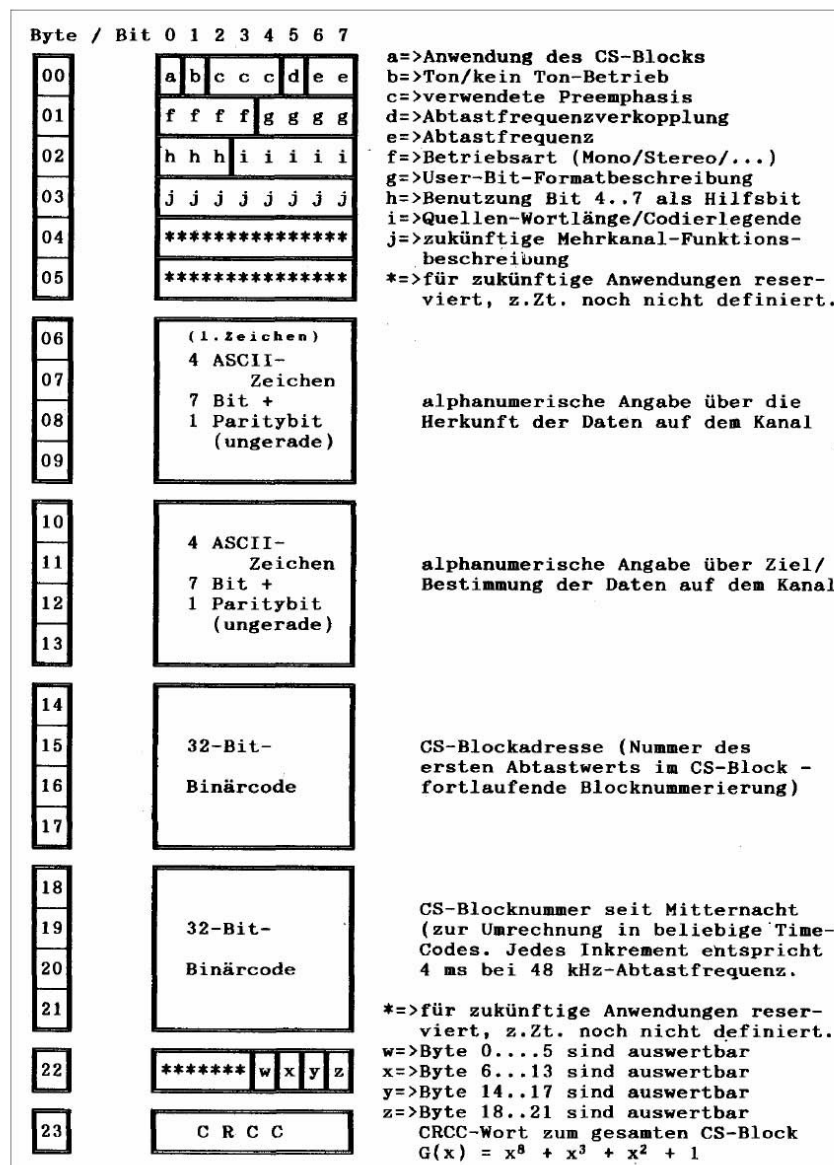 Byte / Bit 0 1 2 3 4 5 6 7
00 a b c c c d e e
01 f f f f g g g g
02 h h h i i i i i
03 j j j j j j j j
04 ***************
05 ***************
a=>Anwendung des CS-Blocks
b=>Ton/kein Ton-Betrieb
c=>verwendete Preemphasis
d=>Abtastfrequenzverkopplung
e=>Abtastfrequenz
f=>Betriebsart (Mono/Stereo/...)
g=>User-Bit-Formatbeschreibung
h=>Benutzung Bit 4..7 als Hilfsbit
i=>Quellen-Wortlänge/Codierlegende
j=>zukünftige Mehrkanal-Funktions-
beschreibung
*=>für zukünftige Anwendungen reser-
viert, z.Zt. noch nicht definiert.
06
07
08
09
(1.Zeichen)
4 ASCII-
Zeichen
7 Bit +
1 Paritybit
(ungerade)
alphanumerische Angabe über die
Herkunft der Daten auf dem Kanal
10
11
12
13
4 ASCII-
Zeichen
7 Bit +
1 Paritybit
(ungerade)
alphanumerische Angabe über Ziel/
Bestimmung der Daten auf dem Kanal
14
15
16
17
32-Bit-
Binärcode
CS-Blockadresse (Nummer des
ersten Abtastwerts im CS-Block -
fortlaufende Blocknummerierung)
18
19
20
21
32-Bit-
Binärcode
CS-Blocknummer seit Mitternacht
(zur Umrechnung in beliebige Time-
Codes. Jedes Inkrement entspricht
4 ms bei 48 kHz-Abtastfrequenz.
*=>für zukünftige Anwendungen reser-
viert, z.Zt. noch nicht definiert.
22 ******* w x y z
w=>Byte 0....5 sind auswertbar
x=>Byte 6...13 sind auswertbar
y=>Byte 14..17 sind auswertbar
z=>Byte 18..21 sind auswertbar
23 C R C C
CRCC-Wort zum gesamten CS-Block
G(x) = x⁸ + x³ + x² + 1